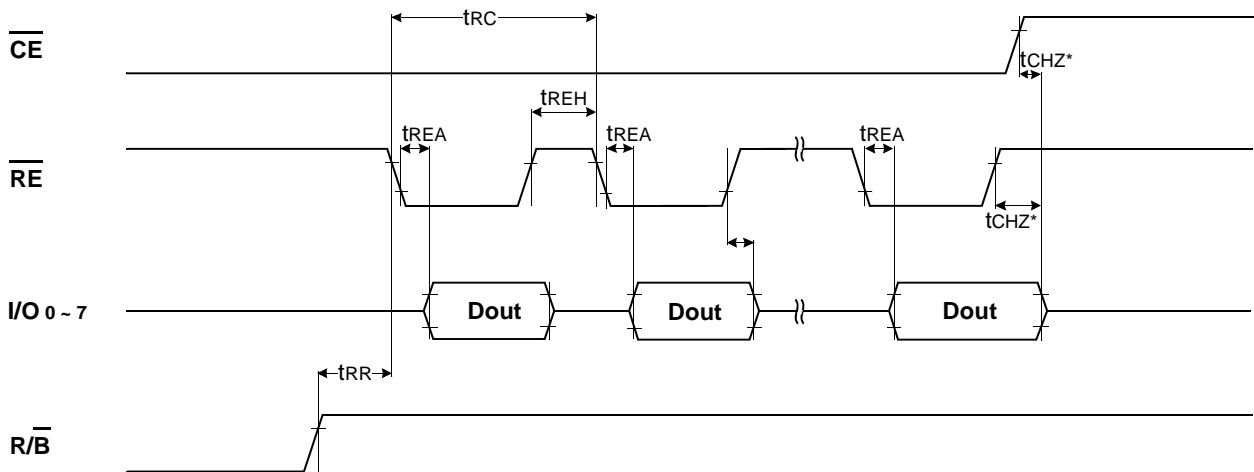 tRC
CE
tCHZ*
tREH
tREA
tREA
tREA
RE
tCHZ*
I/O 0 ~ 7
Dout
Dout
Dout
tRR
R/B